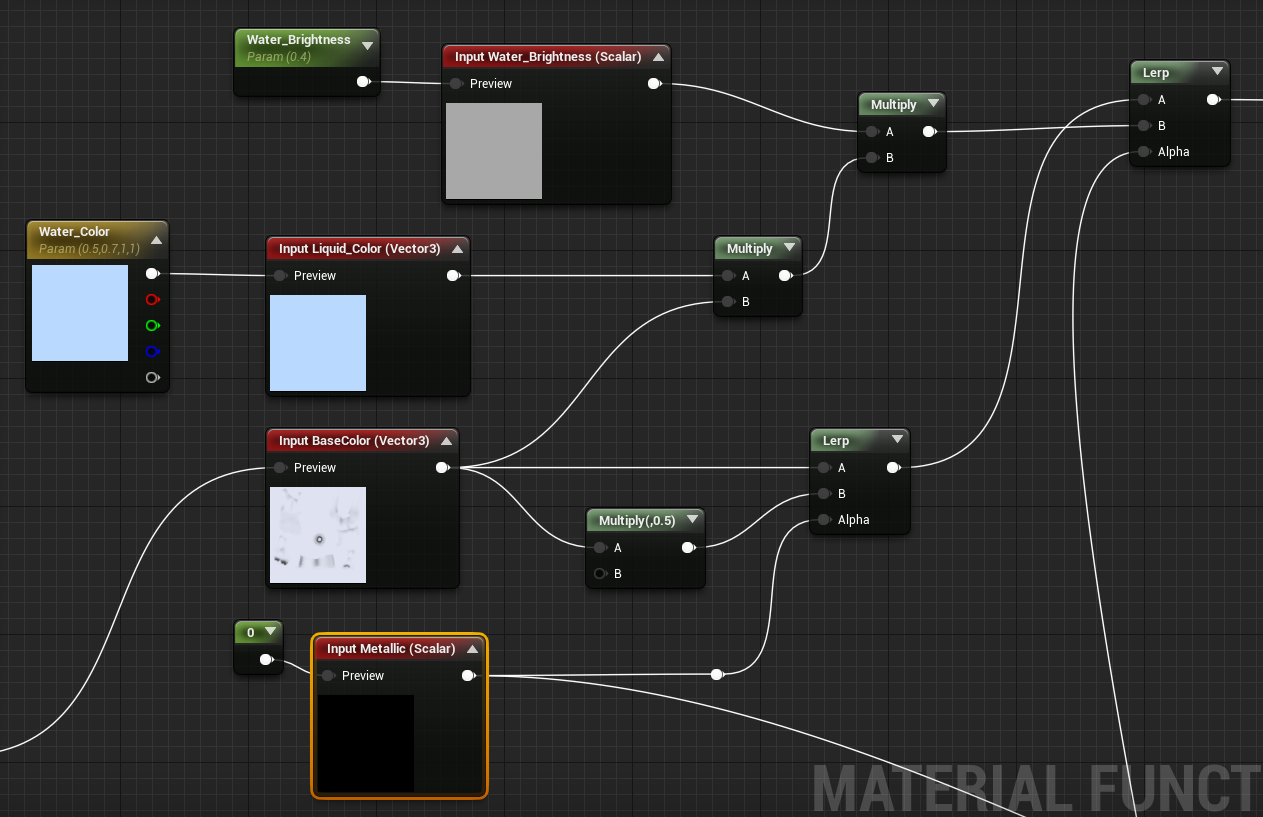 Water_Brightness
Param (0.4)
Input Water_Brightness (Scalar)
Preview
Multiply
A
B
Lerp
A
B
Alpha
Water_Color
Param (0.5,0.7,1,1)
Input Liquid_Color (Vector3)
Preview
Multiply
A
B
Input BaseColor (Vector3)
Preview
Multiply(,0.5)
A
B
Lerp
A
B
Alpha
0
Input Metallic (Scalar)
Preview
MATERIAL FUNCT